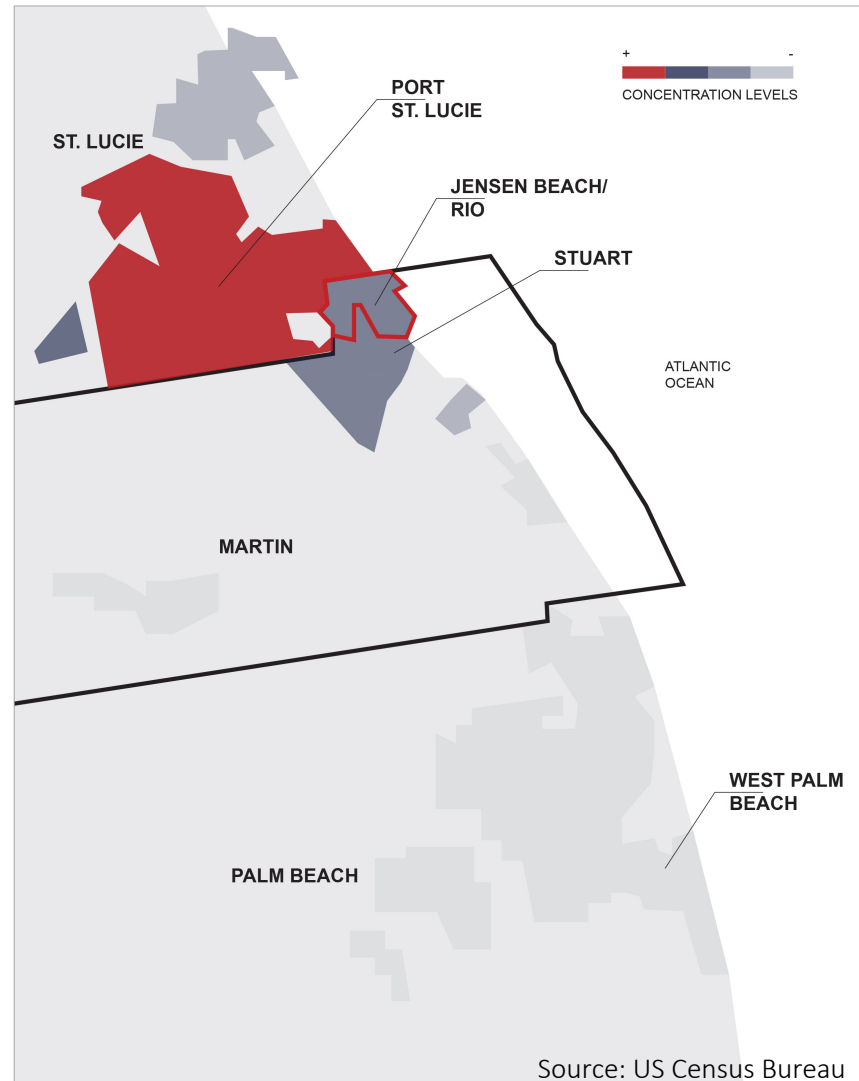 + -
CONCENTRATION LEVELS
PORT
ST. LUCIE
ST. LUCIE
JENSEN BEACH/
RIO
STUART
ATLANTIC
OCEAN
MARTIN
WEST PALM
BEACH
PALM BEACH
Source: US Census Bureau